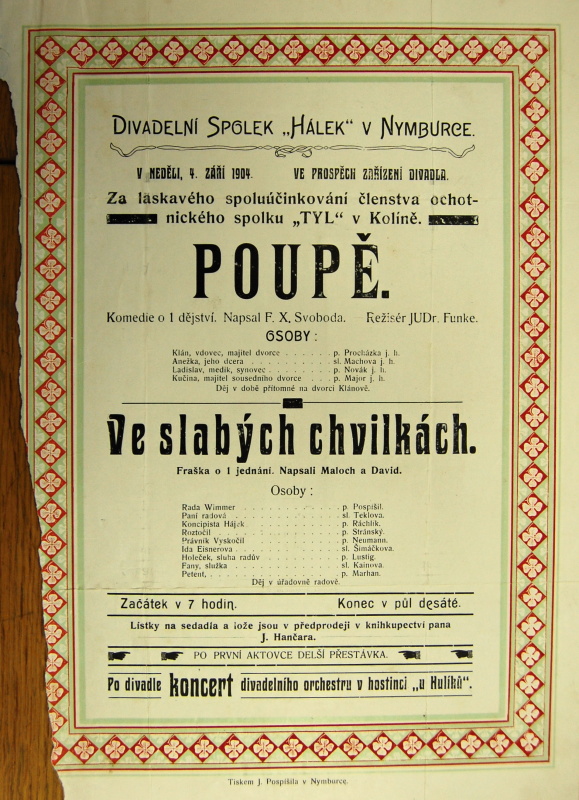 DIVADELNÍ SPOLEK „HÁLEK“ V NYMBURCE.
V NEDĚLI, 4. ZÁŘÍ 1904. VE PROSPĚCH ZAŘÍZENÍ DIVADLA.
Za laskavého spoluúčinkování členstva ochot-
nického spolku „TYL“ v Kolíně.
POUPĚ.
Komedie o 1 dějství. Napsal F. X. Svoboda. Režisér JUDr. Funke.
OSOBY:
Klán, vdovec, majitel dvorce . . . . . . . p. Procházka j. h.
Anežka, jeho dcera . . . . . . . . . . . sl. Machova j. h.
Ladislav, medik, synovec . . . . . . . . . p. Novák j. h.
Kučina, majitel sousedního dvorce . . . p. Major j. h.
Děj v době přítomné na dvorci Klánově.
Ve slabých chvilkách.
Fraška o 1 jednání. Napsali Maloch a David.
Osoby:
Rada Wimmer . . . . . . . . . . . p. Pospíšil.
Paní radová . . . . . . . . . . . sl. Teklova.
Koncipista Hájek . . . . . . . . . p. Ráchlík.
Roztočil . . . . . . . . . . . . . p. Stránský.
Právník Vyskočil . . . . . . . . . p. Neumann.
Ida Eisnerova . . . . . . . . . . . sl. Šimáčkova.
Holeček, sluha radův . . . . . . . p. Lustig.
Fany, služka . . . . . . . . . . . sl. Kainova.
Petent, . . . . . . . . . . . . . . p. Marhan.
Děj v úřadovně radově.
Začátek v 7 hodin. Konec v půl desáté.
Lístky na sedadla a lože jsou v předprodeji v knihkupectví pana
J. Hančara.
PO PRVNÍ AKTOVCE DELŠÍ PŘESTÁVKA.
Po divadle koncert divadelního orchestru v hostinci „u Hulíků“.
Tiskem J. Pospíšila v Nymburce.